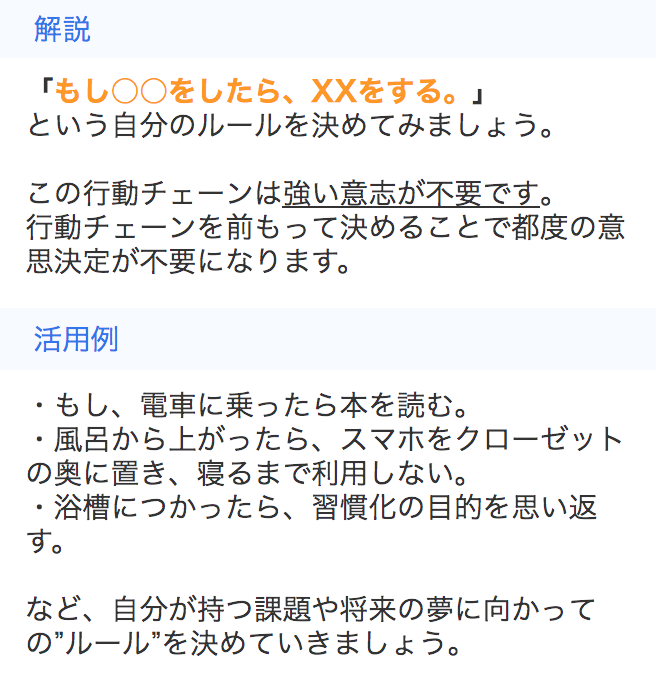 解説
「もし○○をしたら、XXをする。」
という自分のルールを決めてみましょう。
この行動チェーンは強い意志が不要です。
行動チェーンを前もって決めることで都度の意
思決定が不要になります。
活用例
・もし、電車に乗ったら本を読む。
・風呂から上がったら、スマホをクローゼット
の奥に置き、寝るまで利用しない。
・浴槽につかったら、習慣化の目的を思い返
す。
など、自分が持つ課題や将来の夢に向かって
の”ルール”を決めていきましょう。